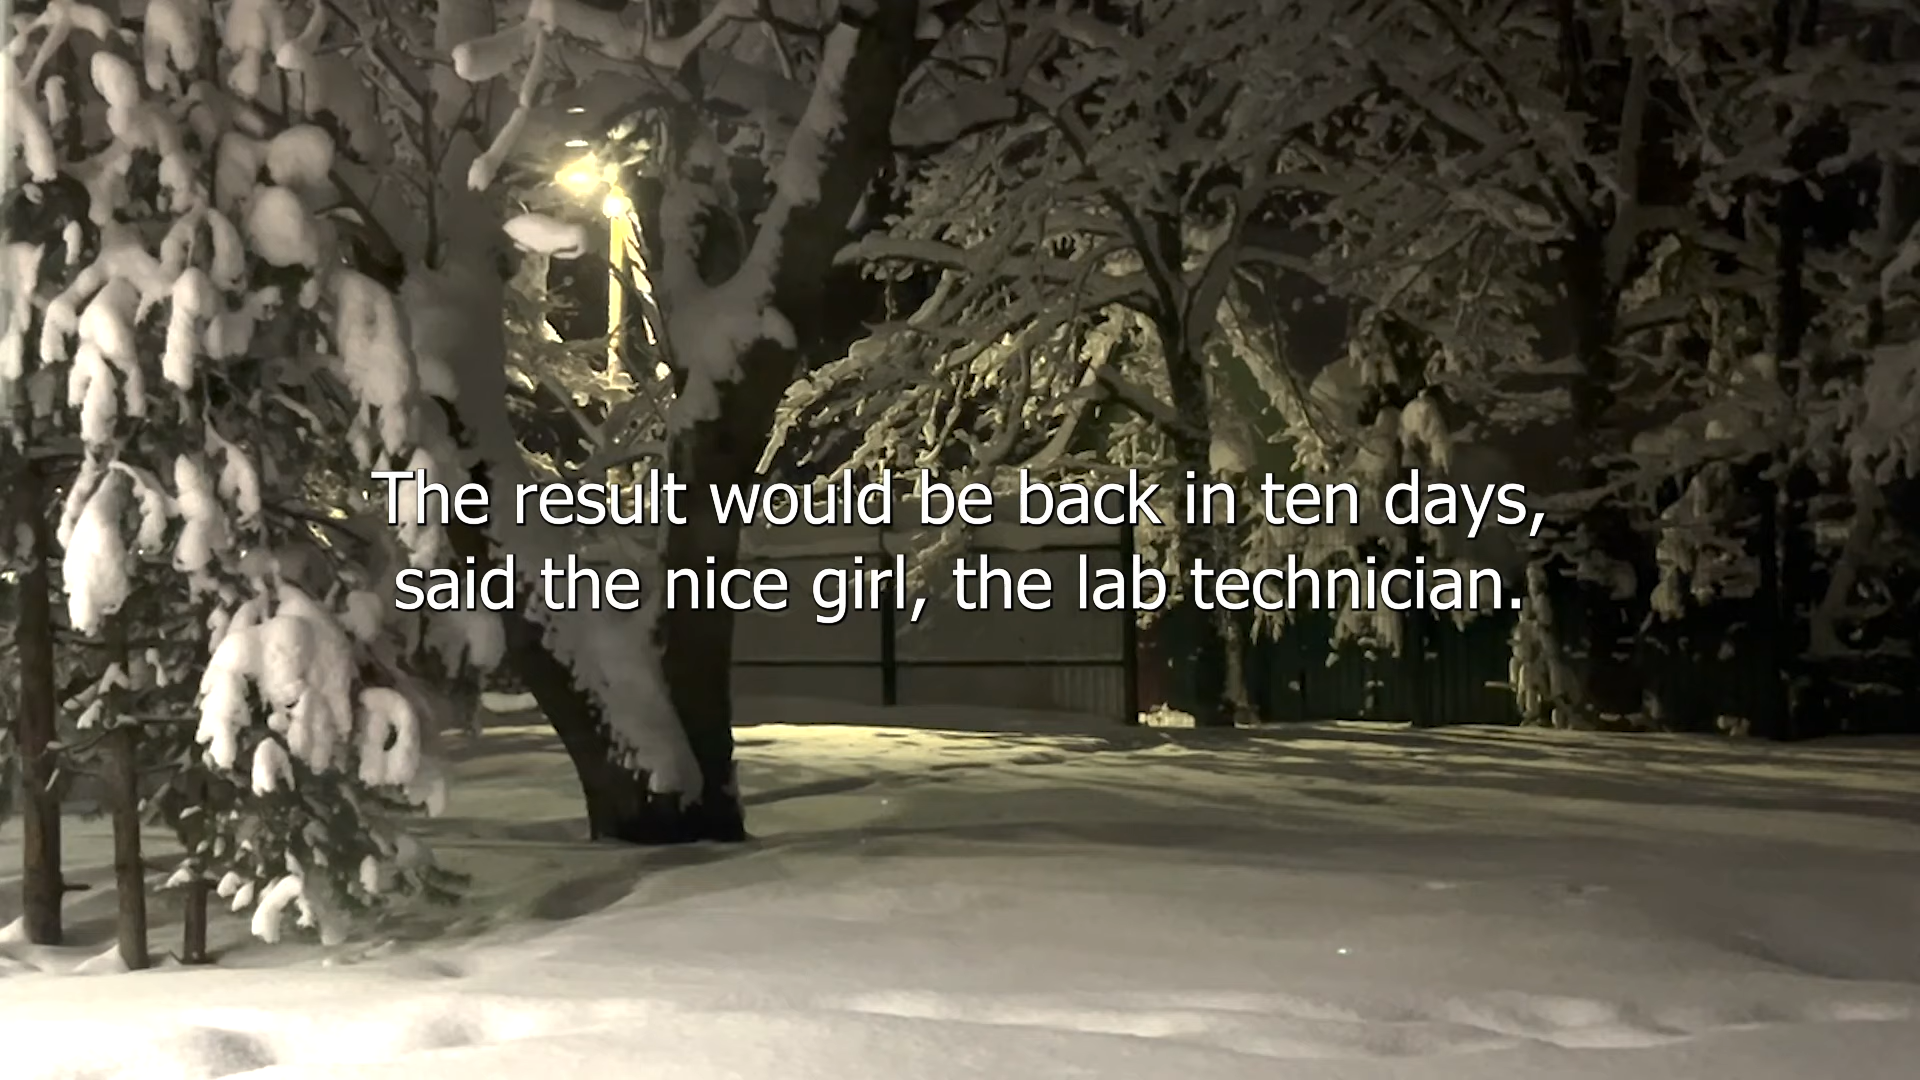 The result would be back in ten days,
said the nice girl, the lab technician.